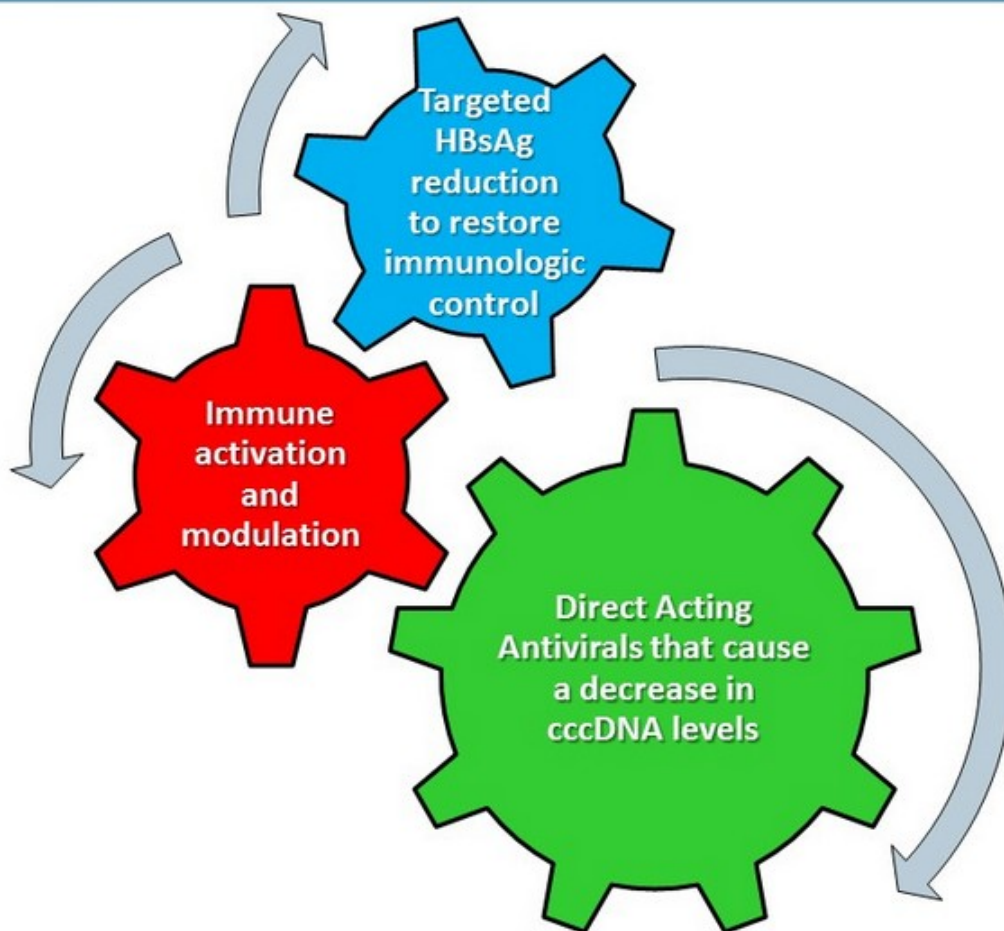 Targeted
HBsAg
reduction
to restore
immunologic
control
Immune
activation
and
modulation
Direct Acting
Antivirals that cause
a decrease in
cccDNA levels